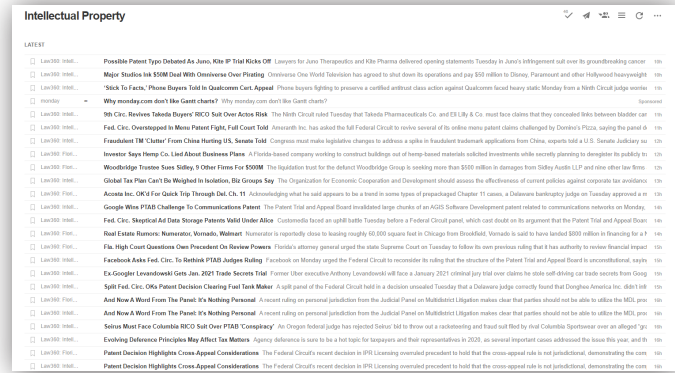 Intellectual Property
LATEST
Law360: Intell... Possible Patent Typo Debated As Juno, Kite IP Trial Kicks Off Lawyers for Juno Therapeutics and Kite Pharma delivered opening statements Tuesday in Juno's infringement suit over its groundbreaking cancer 10h
Law360: Intell... Major Studios Ink $50M Deal With Omniverse Over Pirating Omniverse One World Television has agreed to shut down its operations and pay $50 million to Disney, Paramount and other Hollywood heavyweight 10h
Law360: Intell... 'Stick To Facts,' Phone Buyers Told In Qualcomm Cert. Appeal Phone buyers fighting to preserve a certified antitrust class action against Qualcomm faced heavy static Monday from a Ninth Circuit judge worried 11h
monday Why monday.com don't like Gantt charts? Why monday.com don't like Gantt charts? Sponsored
Law360: Intell... 9th Circ. Revives Takeda Buyers' RICO Suit Over Actos Risk The Ninth Circuit ruled Tuesday that Takeda Pharmaceuticals Co. and Eli Lilly & Co. must face claims that they concealed links between bladder can 11h
Law360: Intell... Fed. Circ. Overstepped In Menu Patent Fight, Full Court Told Ameranth Inc. has asked the full Federal Circuit to revive several of its online menu patent claims challenged by Domino's Pizza, saying the panel d 11h
Law360: Intell... Fraudulent TM 'Clutter' From China Hurting US, Senate Told Congress must make legislative changes to address a spike in fraudulent trademark applications from China, experts told a U.S. Senate Judiciary su 12h
Law360: Intell... Investor Says Hemp Co. Lied About Business Plans A Florida-based company working to construct buildings out of hemp-based materials solicited investments while secretly planning to deregister its publicly tr
Law360: Intell... Woodbridge Trustee Sues Sidley, 9 Other Firms For $500M The liquidation trust for the defunct Woodbridge Group is seeking more than $500 million in damages from Sidley Austin LLP and nine other law firms
Law360: Intell... Global Tax Plan Can't Be Weighed In Isolation, Biz Groups Say The Organization for Economic Cooperation and Development should assess the effectiveness of current policies against corporate tax avoidance
Law360: Intell... Acosta Inc. OK'd For Quick Trip Through Del. Ch. 11 Acknowledging what he said appears to be a trend in some types of prepackaged Chapter 11 cases, a Delaware bankruptcy judge on Tuesday approved a m
Law360: Intell... Google Wins PTAB Challenge To Communications Patent The Patent Trial and Appeal Board invalidated large chunks of an AGIS Software Development patent related to communications networks on Monday,
Law360: Intell... Fed. Circ. Skeptical Ad Data Storage Patents Valid Under Alice Customedia faced an uphill battle Tuesday before a Federal Circuit panel, which cast doubt on its argument that the Patent Trial and Appeal Boar 14h
Law360: Intell... Real Estate Rumors: Numerator, Vornado, Walmart Numerator is reportedly close to leasing roughly 60,000 square feet in Chicago from Brookfield. Vornado is said to have landed $800 million in financing for a 14h
Law360: Flori... Fla. High Court Questions Own Precedent On Review Powers Florida's attorney general urged the state Supreme Court on Tuesday to follow its own previous ruling that it has authority to review financial impact 15h
Law360: Intell... Facebook Asks Fed. Circ. To Rethink PTAB Judges Ruling Facebook on Monday urged the Federal Circuit to reconsider its ruling that the structure of the Patent Trial and Appeal Board is unconstitutional, sayin 15h
Law360: Intell... Ex-Googler Levandowski Gets Jan. 2021 Trade Secrets Trial Former Uber executive Anthony Levandowski will face a January 2021 criminal jury trial over claims he stole self-driving car trade secrets from Goog 15h
Law360: Intell... Split Fed. Circ. OKs Patent Decision Clearing Fuel Tank Maker A split panel of the Federal Circuit held in a decision unsealed Tuesday that a Delaware judge correctly found that Donghee America Inc. didn't infr
Law360: Flori... And Now A Word From The Panel: It's Nothing Personal A recent ruling on personal jurisdiction from the Judicial Panel on Multidistrict Litigation makes clear that parties should not be able to utilize the MDL proc 16h
Law360: Intell... And Now A Word From The Panel: It's Nothing Personal A recent ruling on personal jurisdiction from the Judicial Panel on Multidistrict Litigation makes clear that parties should not be able to utilize the MDL proc 16h
Law360: Intell... Seirus Must Face Columbia RICO Suit Over PTAB 'Conspiracy' An Oregon federal judge has rejected Seirus' bid to throw out a racketeering and fraud suit filed by rival Columbia Sportswear over an alleged "gra 16h
Law360: Intell... Evolving Deference Principles May Affect Tax Matters Agency deference is sure to be a hot topic for taxpayers and their representatives in 2020, as several important cases addressed the issue this year, and th 16h
Law360: Flori... Patent Decision Highlights Cross-Appeal Considerations The Federal Circuit's recent decision in IPR Licensing overruled precedent to hold that the cross-appeal rule is not jurisdictional, demonstrating the com 16h
Law360: Intell... Patent Decision Highlights Cross-Appeal Considerations The Federal Circuit's recent decision in IPR Licensing overruled precedent to hold that the cross-appeal rule is not jurisdictional, demonstrating the com 16h